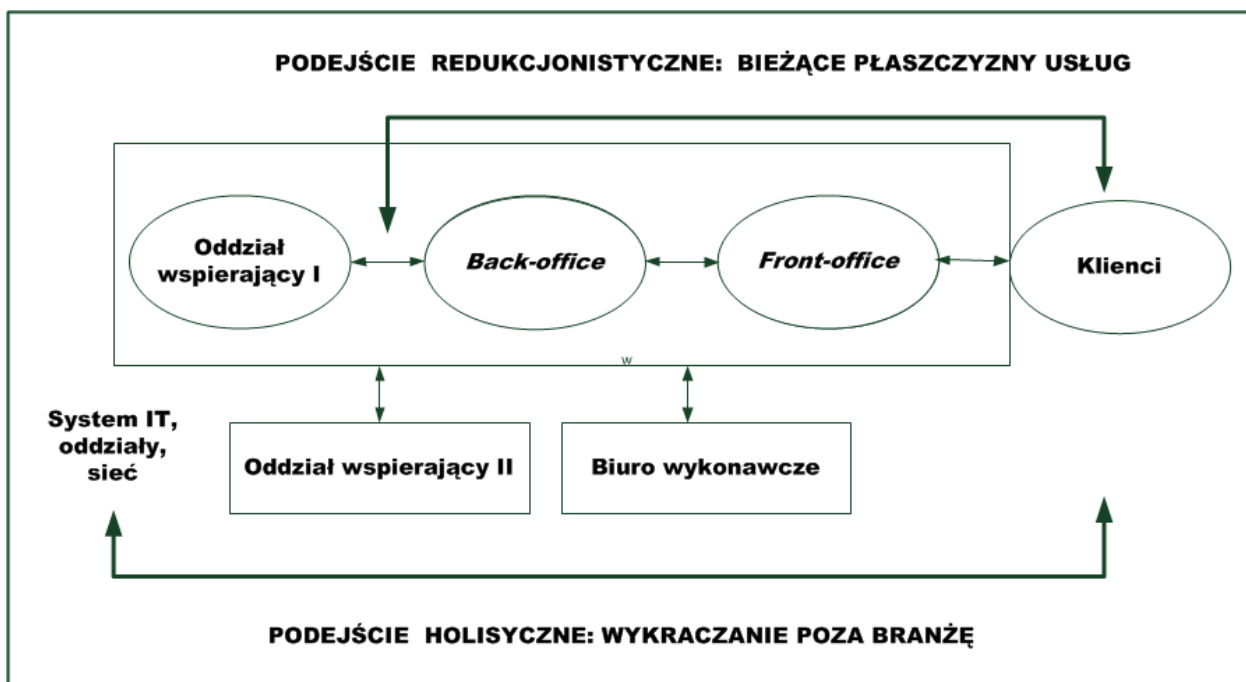 PODEJŚCIE REDUKCJONISTYCZNE: BIEŻĄCE PŁASZCZYZNY USŁUG
Oddział
wspierający I
Back-office
Front-office
Klienci
w
System IT,
oddziały,
sieć
Oddział wspierający II
Biuro wykonawcze
PODEJŚCIE HOLISYCZNE: WYKRACZANIE POZA BRANŻĘ